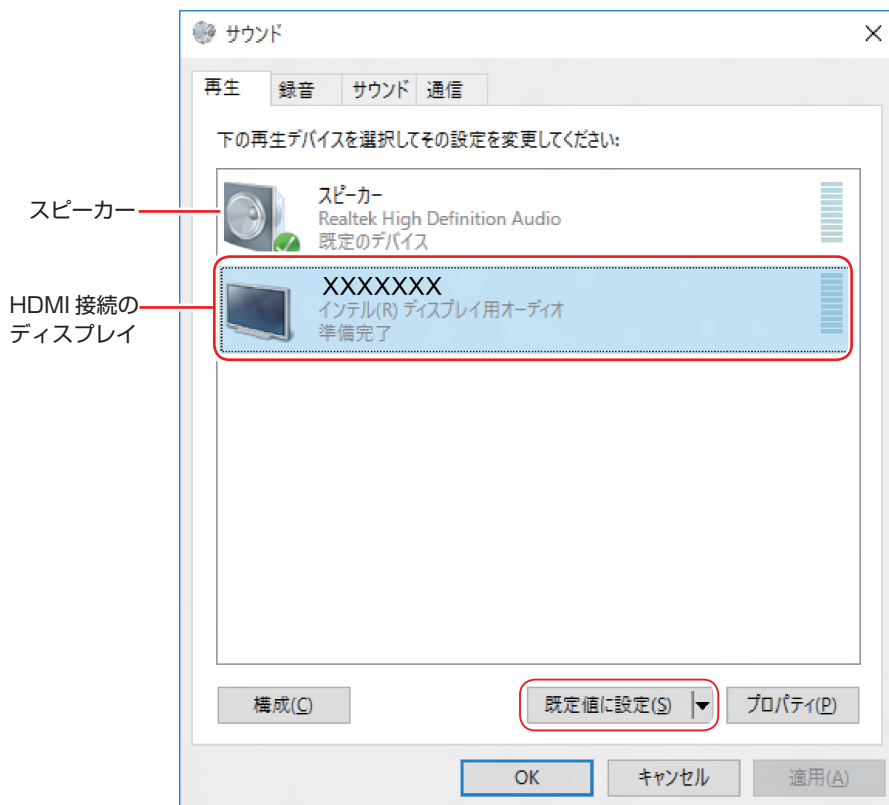 サウンド
再生 録音 サウンド 通信
下の再生デバイスを選択してその設定を変更してください:
スピーカー
スピーカー
Realtek High Definition Audio
既定のデバイス
HDMI 接続の
ディスプレイ
XXXXXXX
インテル(R) ディスプレイ用オーディオ
準備完了
構成(C) 既定値に設定(S) プロパティ(P)
OK キャンセル 適用(A)